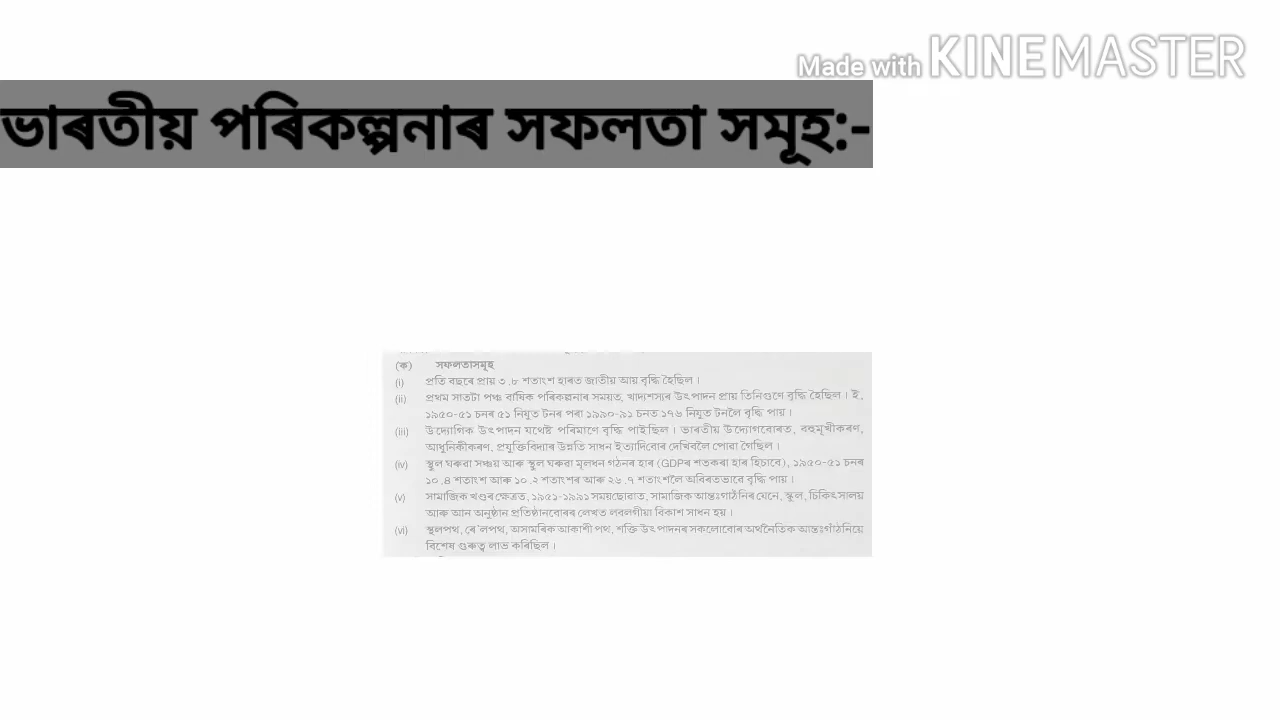 Made with KINEMASTER
ভাৰতীয় পৰিকল্পনাৰ সফলতা সমূহ:-
(ক) সফলতাসমূহ
(i) প্ৰতি বছৰে প্ৰায় ৩.৮ শতাংশ হাৰত জাতীয় আয় বৃদ্ধি হৈছিল ।
(ii) প্ৰথম সাতটা পঞ্চ বাৰ্ষিক পৰিকল্পনাৰ সময়ত, খাদ্যশস্যৰ উৎপাদন প্ৰায় তিনিগুণে বৃদ্ধি হৈছিল । ই,
১৯৫০-৫১ চনৰ ৫১ নিযুত টনৰ পৰা ১৯৯০-৯১ চনত ১৭৬ নিযুত টনলৈ বৃদ্ধি পায় ।
(iii) উদ্যোগিক উৎপাদন যথেষ্ট পৰিমাণে বৃদ্ধি পাইছিল । ভাৰতীয় উদ্যোগবোৰত, বহুমূখীকৰণ,
আধুনিকীকৰণ, প্ৰযুক্তিবিদ্যাৰ উন্নতি সাধন ইত্যাদিবোৰ দেখিবলৈ পোৱা গৈছিল ।
(iv) স্থুল ঘৰুৱা সঞ্চয় আৰু স্থুল ঘৰুৱা মূলধন গঠনৰ হাৰ (GDPৰ শতকৰা হাৰ হিচাবে), ১৯৫০-৫১ চনৰ
১০.৪ শতাংশ আৰু ১০.২ শতাংশৰ আৰু ২৬.৭ শতাংশলৈ অবিৰতভাৱে বৃদ্ধি পায় ।
(v) সামাজিক খণ্ডৰ ক্ষেত্ৰত, ১৯৫১-১৯৯১ সময়ছোৱাত, সামাজিক আন্তঃগাঠনিৰ যেনে, স্কুল, চিকিৎসালয়
আৰু আন অনুষ্ঠান প্ৰতিষ্ঠানবোৰৰ লেখত লবলগীয়া বিকাশ সাধন হয় ।
(vi) স্থলপথ, ৰে'লপথ, অসামৰিক আকাশী পথ, শক্তি উৎপাদনৰ সকলোবোৰ অৰ্থনৈতিক আন্তঃগাঁঠনিয়ে
বিশেষ গুৰুত্ব লাভ কৰিছিল ।